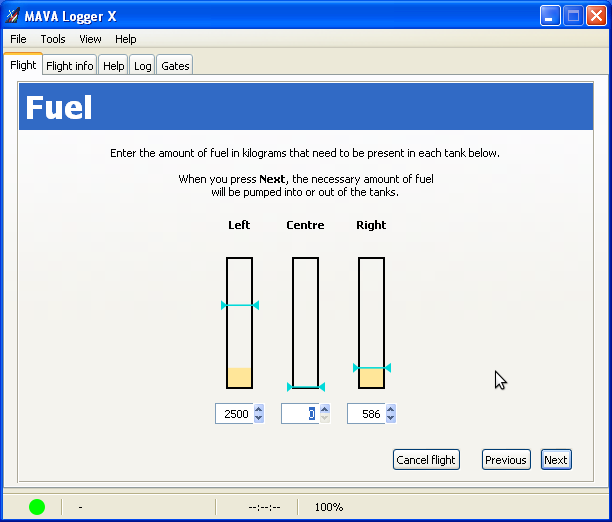 MAVA Logger X
File Tools View Help
Flight Flight info Help Log Gates
Fuel
Enter the amount of fuel in kilograms that need to be present in each tank below.
When you press Next, the necessary amount of fuel
will be pumped into or out of the tanks.
Left Centre Right
2500 0 586
Cancel flight Previous Next
- --:--:-- 100%